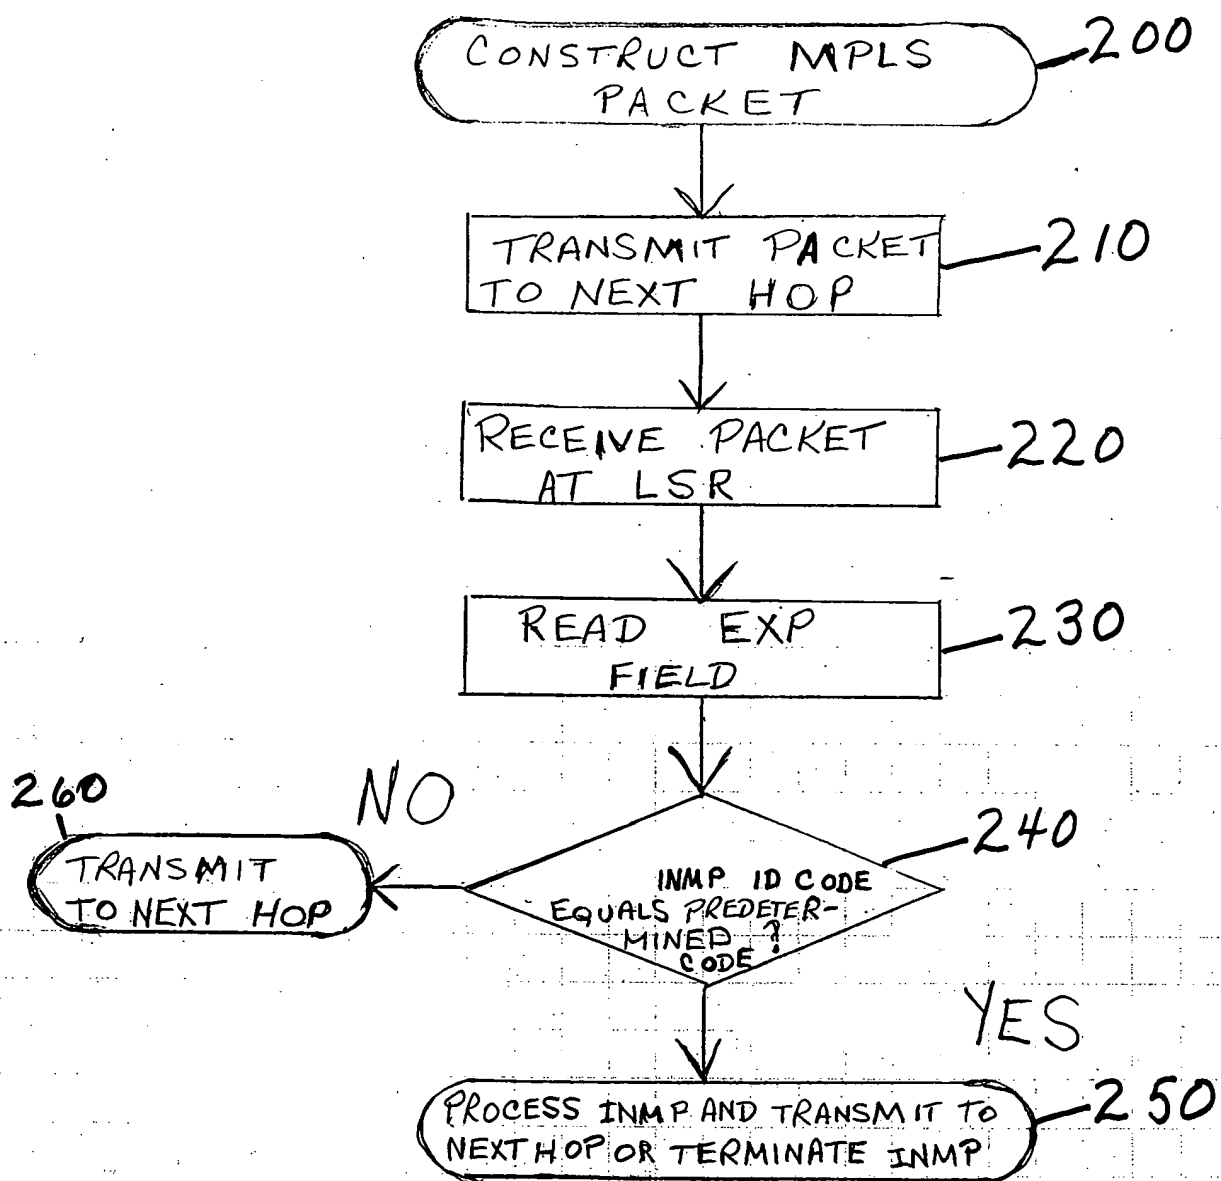 CONSTRUCT MPLS
PACKET
200
TRANSMIT PACKET
TO NEXT HOP
210
RECEIVE PACKET
AT LSR
220
READ EXP
FIELD
230
260
NO
TRANSMIT
TO NEXT HOP
240
INMP ID CODE
EQUALS PREDETER-
MINED ?
CODE
YES
PROCESS INMP AND TRANSMIT TO
NEXT HOP OR TERMINATE INMP
250